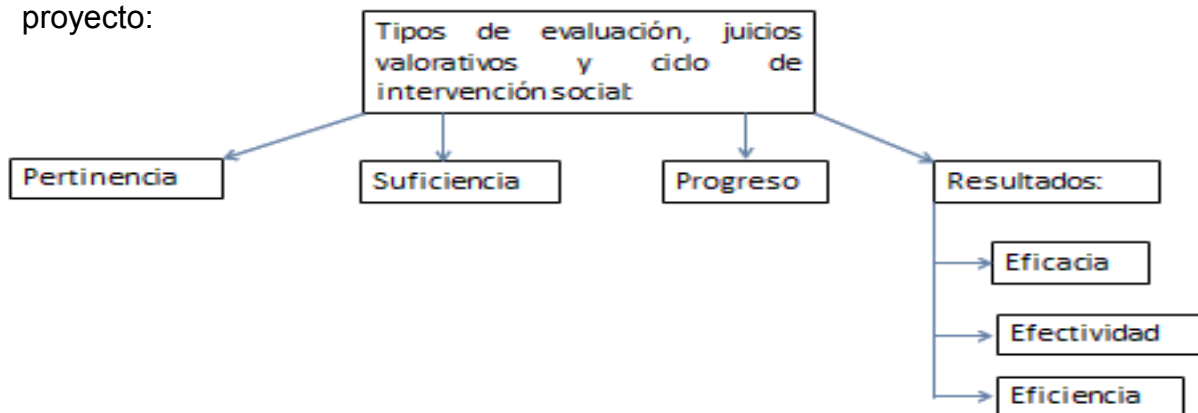 proyecto:
Tipos de evaluación, juicios
valorativos y ciclo de
intervención social:
Pertinencia
Suficiencia
Progreso
Resultados:
Eficacia
Efectividad
Eficiencia